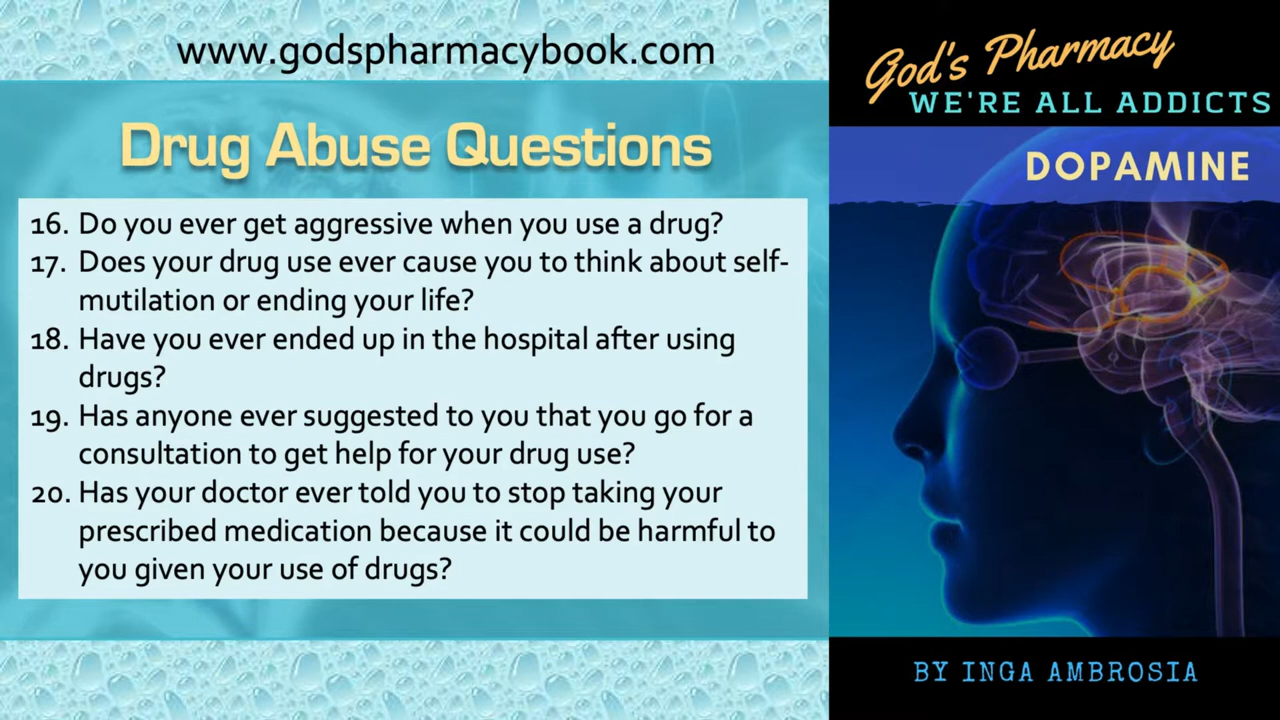 www.godspharmacybook.com
Drug Abuse Questions
16. Do you ever get aggressive when you use a drug?
17. Does your drug use ever cause you to think about self-
mutilation or ending your life?
18. Have you ever ended up in the hospital after using
drugs?
19. Has anyone ever suggested to you that you go for a
consultation to get help for your drug use?
20. Has your doctor ever told you to stop taking your
prescribed medication because it could be harmful to
you given your use of drugs?
God's Pharmacy
WE'RE ALL ADDICTS
DOPAMINE
BY INGA AMBROSIA